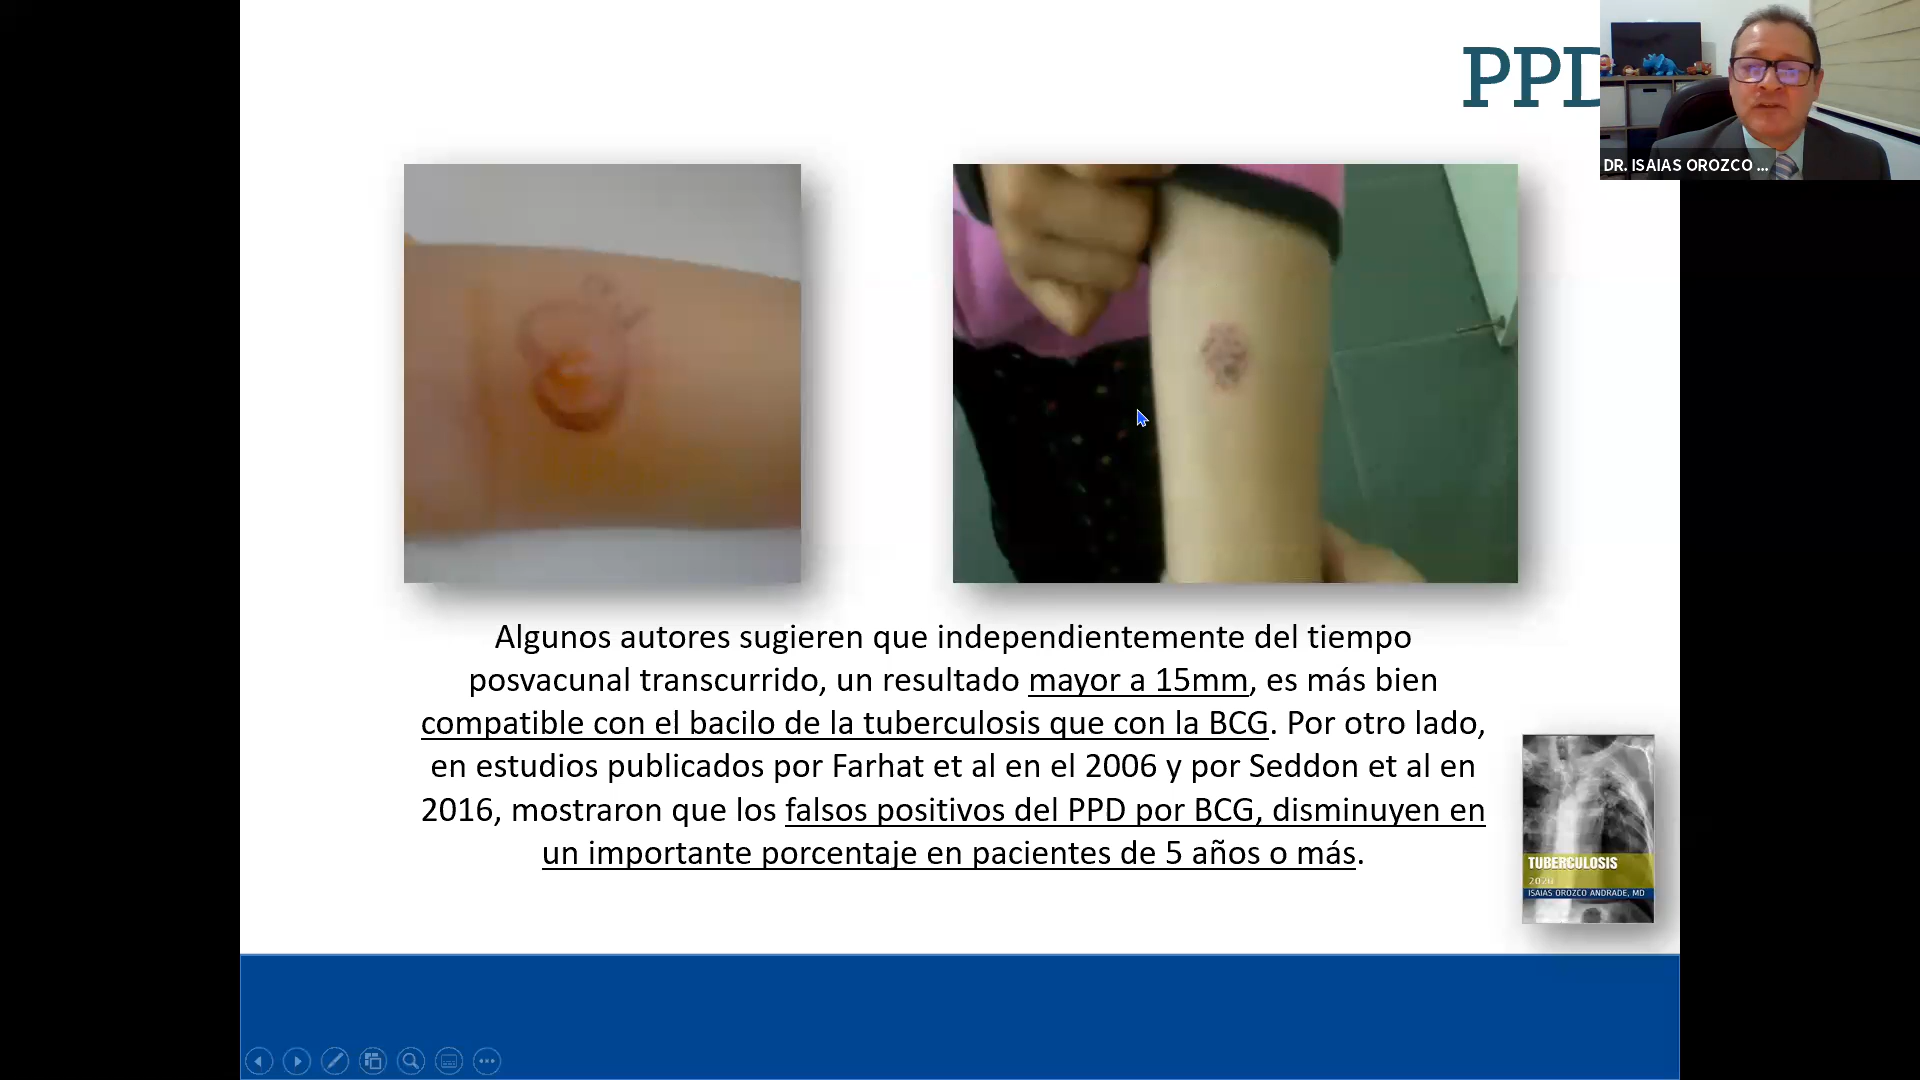 PPD
DR. ISAIAS OROZCO ...
Algunos autores sugieren que independientemente del tiempo
posvacunal transcurrido, un resultado mayor a 15mm, es más bien
compatible con el bacilo de la tuberculosis que con la BCG. Por otro lado,
en estudios publicados por Farhat et al en el 2006 y por Seddon et al en
2016, mostraron que los falsos positivos del PPD por BCG, disminuyen en
un importante porcentaje en pacientes de 5 años o más.
TUBERCULOSIS
2020
ISAIAS OROZCO ANDRADE, MD